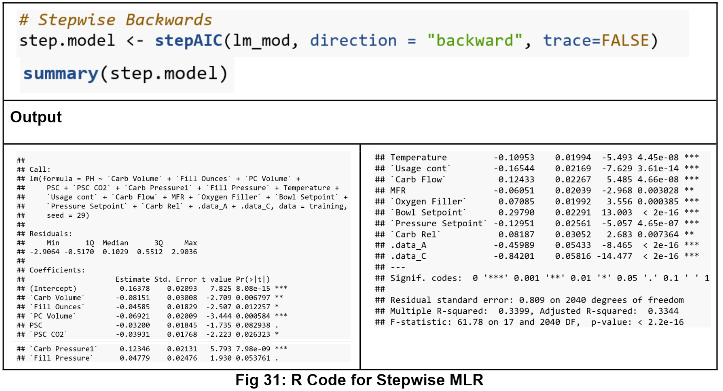 # Stepwise Backwards
step.model <- stepAIC(lm_mod, direction = "backward", trace=FALSE)
summary(step.model)
Output
##
## Call:
## lm(formula = PH ~ `Carb Volume` + `Fill Ounces` + `PC Volume` +
##     PSC + `PSC CO2` + `Carb Pressure1` + `Fill Pressure` + Temperature +
##     `Usage cont` + `Carb Flow` + MFR + `Oxygen Filler` + `Bowl Setpoint` +
##     `Pressure Setpoint` + `Carb Rel` + .data_A + .data_C, data = training,
##     seed = 29)
##
## Residuals:
##     Min      1Q  Median      3Q     Max
## -2.9064 -0.5170  0.1029  0.5512  2.9036
##
## Coefficients:
##                     Estimate Std. Error t value Pr(>|t|)
## (Intercept)          0.16378    0.02093   7.825 8.08e-15 ***
## `Carb Volume`       -0.08151    0.03008  -2.709 0.006797 **
## `Fill Ounces`       -0.04585    0.01829  -2.507 0.012257 *
## `PC Volume`         -0.06921    0.02009  -3.444 0.000584 ***
## PSC                 -0.03200    0.01845  -1.735 0.082938 .
## `PSC CO2`           -0.03931    0.01768  -2.223 0.026323 *
## `Carb Pressure1`     0.12346    0.02131   5.793 7.98e-09 ***
## `Fill Pressure`      0.04779    0.02476   1.930 0.053761 .
## Temperature         -0.10953    0.01994  -5.493 4.45e-08 ***
## `Usage cont`        -0.16544    0.02169  -7.629 3.61e-14 ***
## `Carb Flow`          0.12433    0.02267   5.485 4.66e-08 ***
## MFR                 -0.06051    0.02039  -2.968 0.003028 **
## `Oxygen Filler`      0.07085    0.01992   3.556 0.000385 ***
## `Bowl Setpoint`      0.29790    0.02291  13.003  < 2e-16 ***
## `Pressure Setpoint` -0.12951    0.02561  -5.057 4.65e-07 ***
## `Carb Rel`           0.08187    0.03052   2.683 0.007364 **
## .data_A             -0.45989    0.05433  -8.465  < 2e-16 ***
## .data_C             -0.84201    0.05816 -14.477  < 2e-16 ***
## ---
## Signif. codes:  0 '***' 0.001 '**' 0.01 '*' 0.05 '.' 0.1 ' ' 1
##
## Residual standard error: 0.809 on 2040 degrees of freedom
## Multiple R-squared:  0.3399, Adjusted R-squared:  0.3344
## F-statistic: 61.78 on 17 and 2040 DF,  p-value: < 2.2e-16
Fig 31: R Code for Stepwise MLR